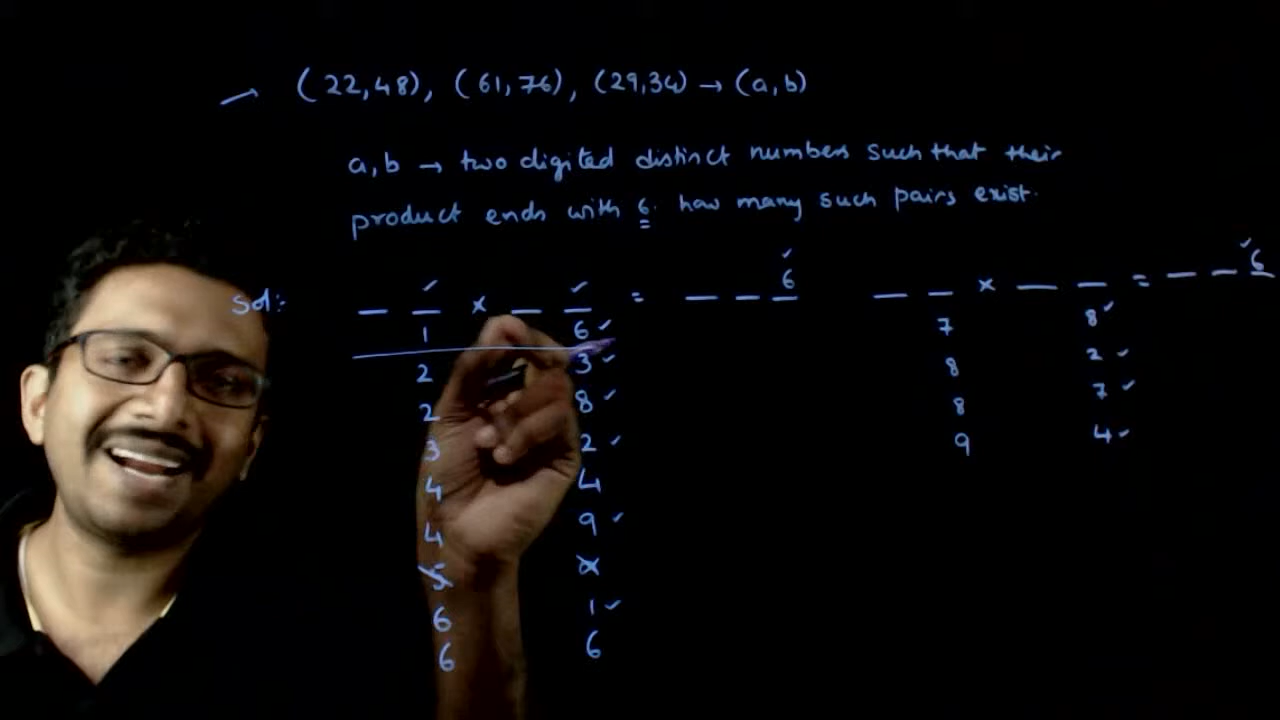 (22,48), (61,76), (29,34) → (a,b)
a,b → two digited distinct numbers such that their
product ends with 6. how many such pairs exist.
Sol:- _ _ × _ _ = _ _ 6 _ _ × _ _ = _ _ 6
1 6 ✓ 7 8 ✓
2 3 ✓ 8 2 ✓
2 8 ✓ 8 7 ✓
3 2 ✓ 9 4 ✓
4 4
4 9 ✓
5 x
6 1 ✓
6 6